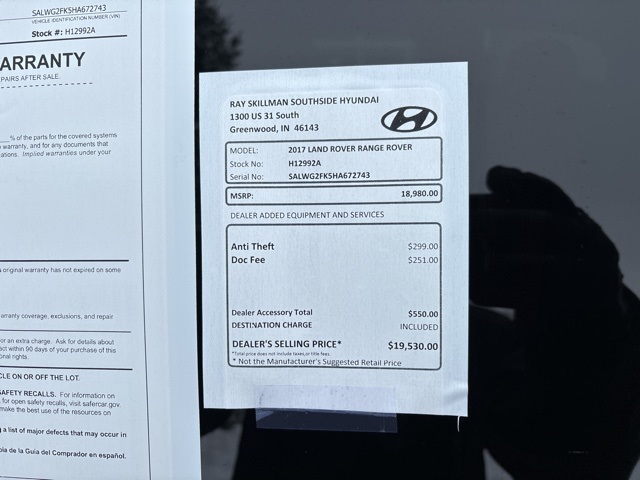 SALWG2FK5HA672743
VEHICLE IDENTIFICATION NUMBER (VIN)
Stock #: H12992A
ARRANTY
PAIRS AFTER SALE.
% of the parts for the covered systems
warranty, and for any documents that
ations. Implied warranties under your
original warranty has not expired on some
arranty coverage, exclusions, and repair
or an extra charge. Ask for details about
act within 90 days of your purchase of this
onal rights.
CLE ON OR OFF THE LOT.
SAFETY RECALLS. For information on
for open safety recalls, visit safercar.gov.
make the best use of the resources on
a list of major defects that may occur in
pia de la Guia del Comprador en español.
RAY SKILLMAN SOUTHSIDE HYUNDAI
1300 US 31 South
Greenwood, IN 46143
MODEL: 2017 LAND ROVER RANGE ROVER
Stock No: H12992A
Serial No: SALWG2FK5HA672743
MSRP: 18,980.00
DEALER ADDED EQUIPMENT AND SERVICES
Anti Theft $299.00
Doc Fee $251.00
Dealer Accessory Total $550.00
DESTINATION CHARGE INCLUDED
DEALER'S SELLING PRICE* $19,530.00
*Total price does not include taxes,or title fees.
* Not the Manufacturer's Suggested Retail Price